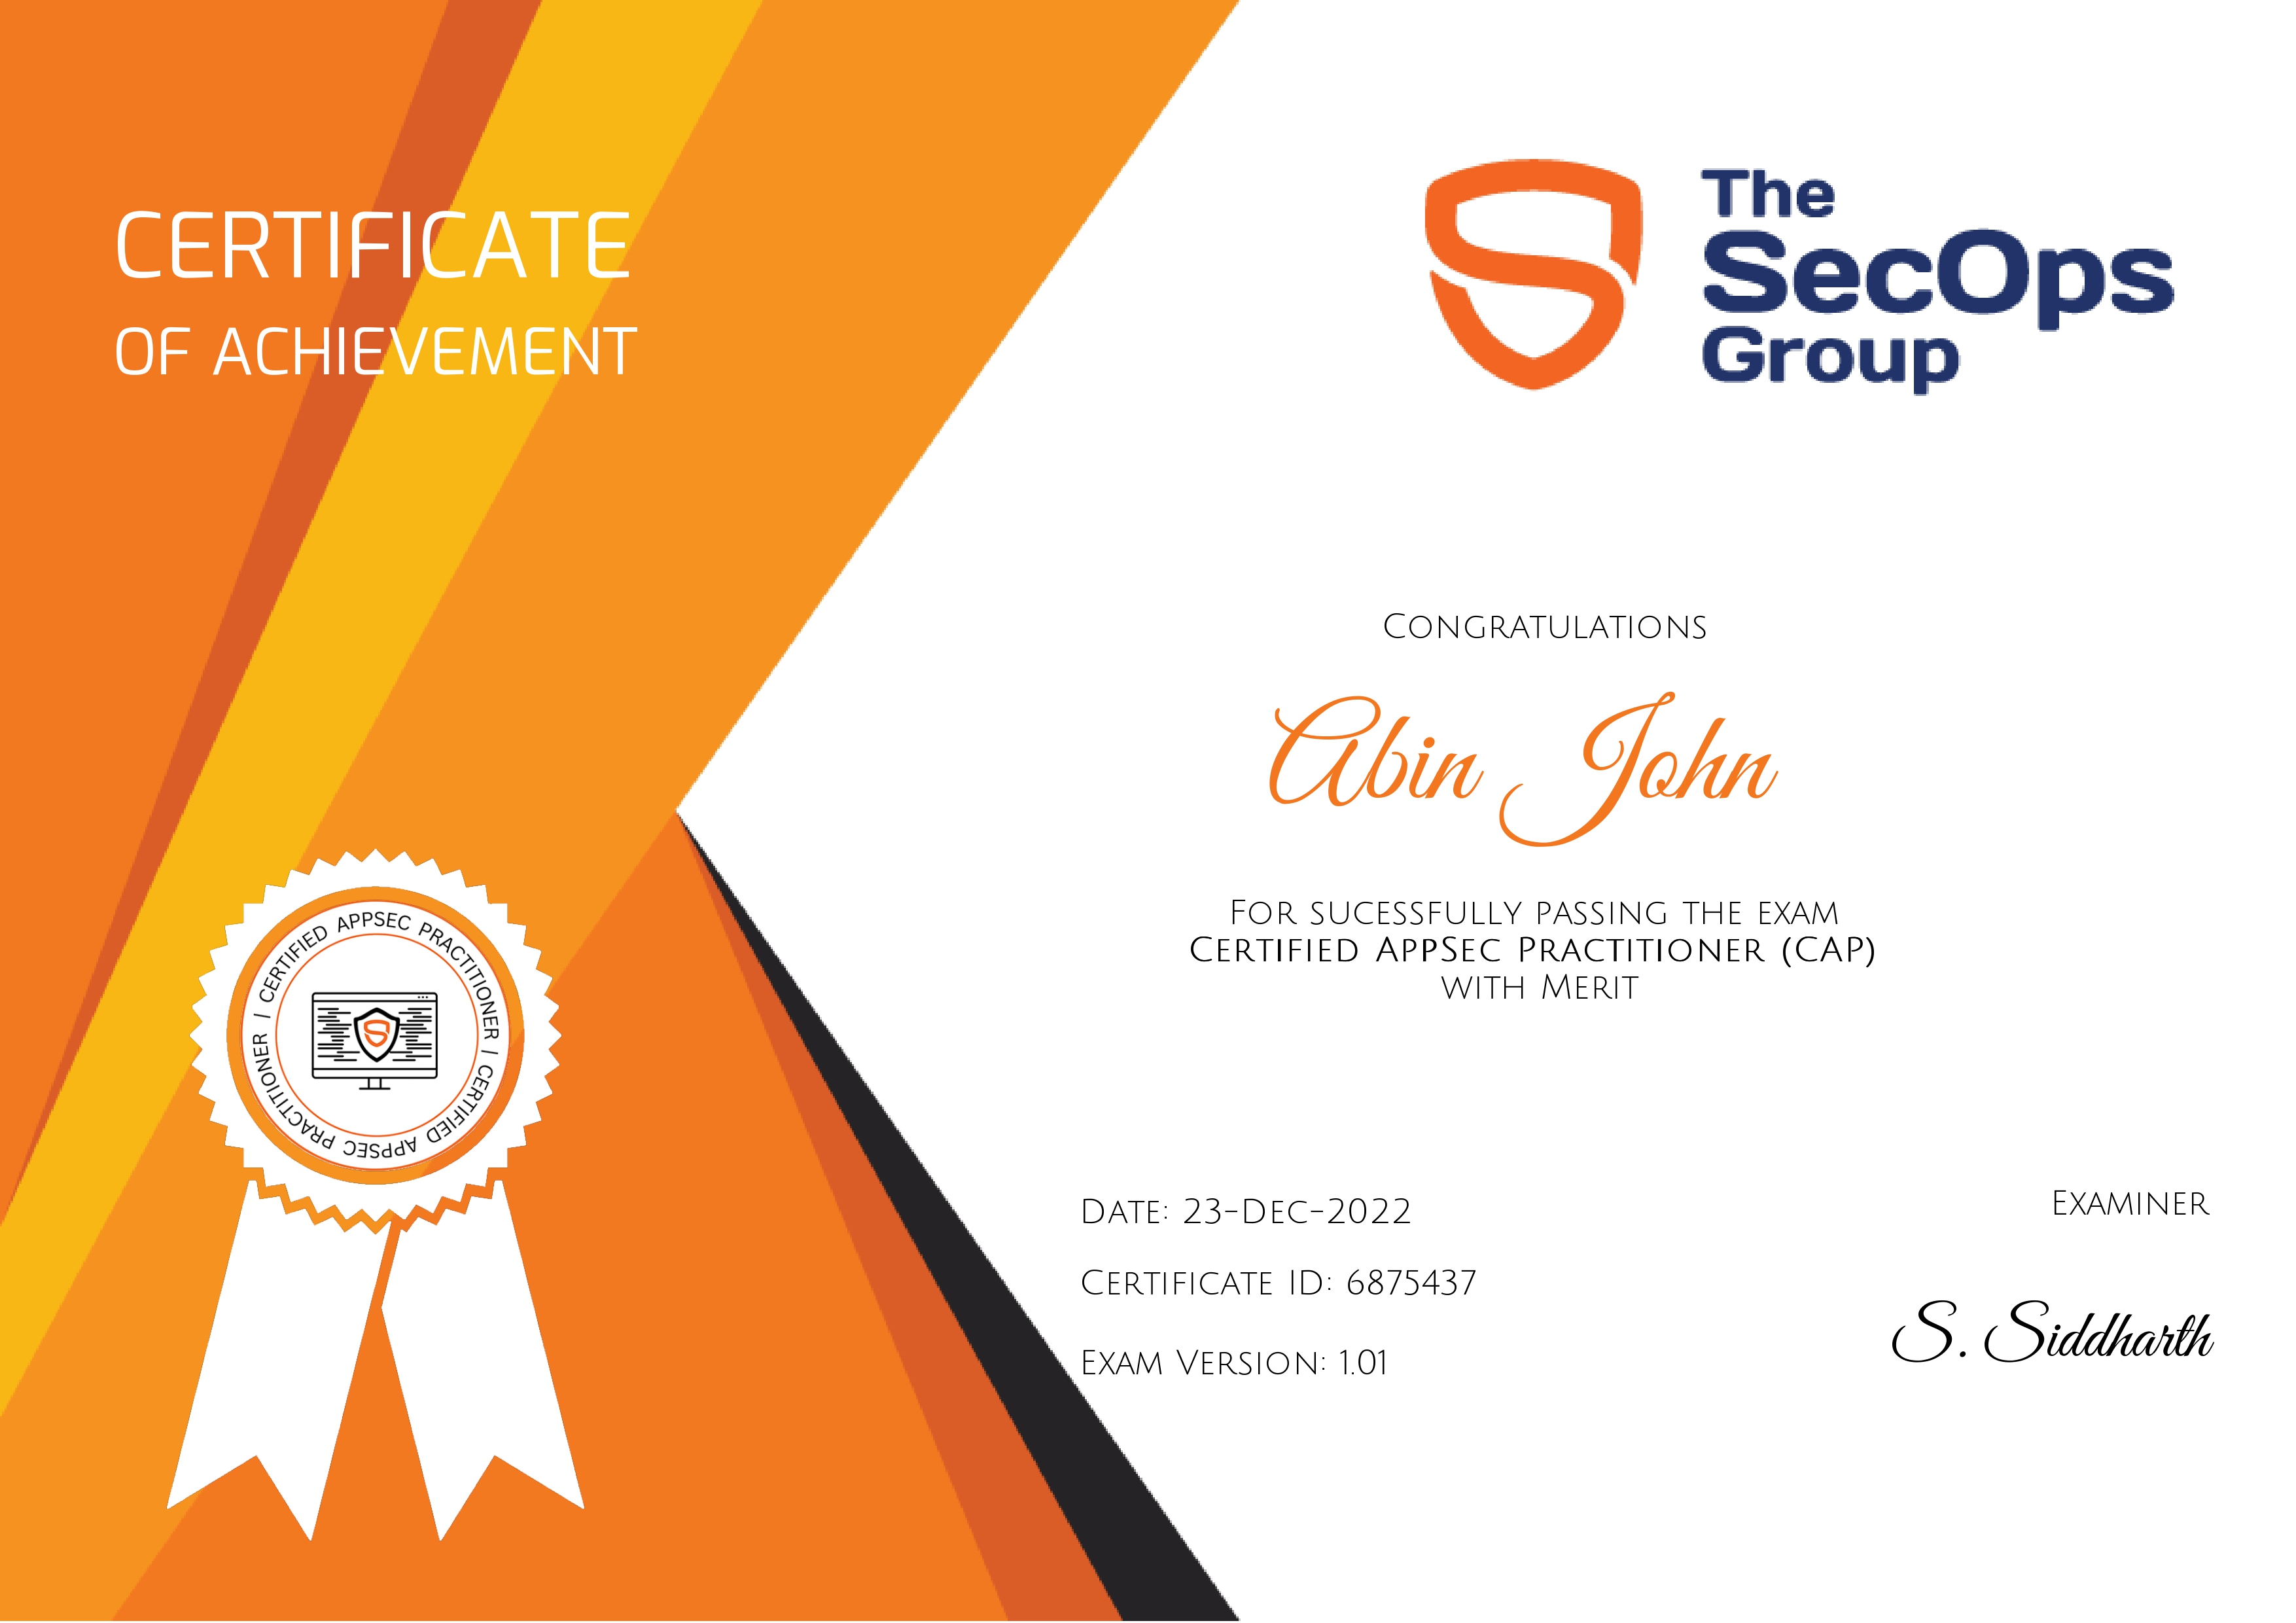 CERTIFICATE
OF ACHIEVEMENT
The
SecOps
Group
Congratulations
Abin John
For sucessfully passing the exam
Certified AppSec Practitioner (CAP)
with Merit
CERTIFIED APPSEC PRACTITIONER | CERTIFIED APPSEC PRACTITIONER |
Date: 23-Dec-2022
Certificate ID: 6875437
Exam Version: 1.01
Examiner
S. Siddharth